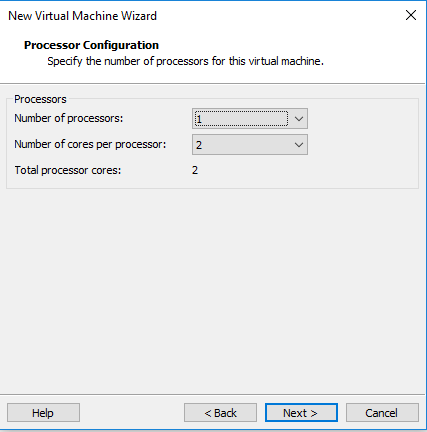 New Virtual Machine Wizard
Processor Configuration
Specify the number of processors for this virtual machine.
Processors
Number of processors: 1
Number of cores per processor: 2
Total processor cores: 2
Help < Back Next > Cancel